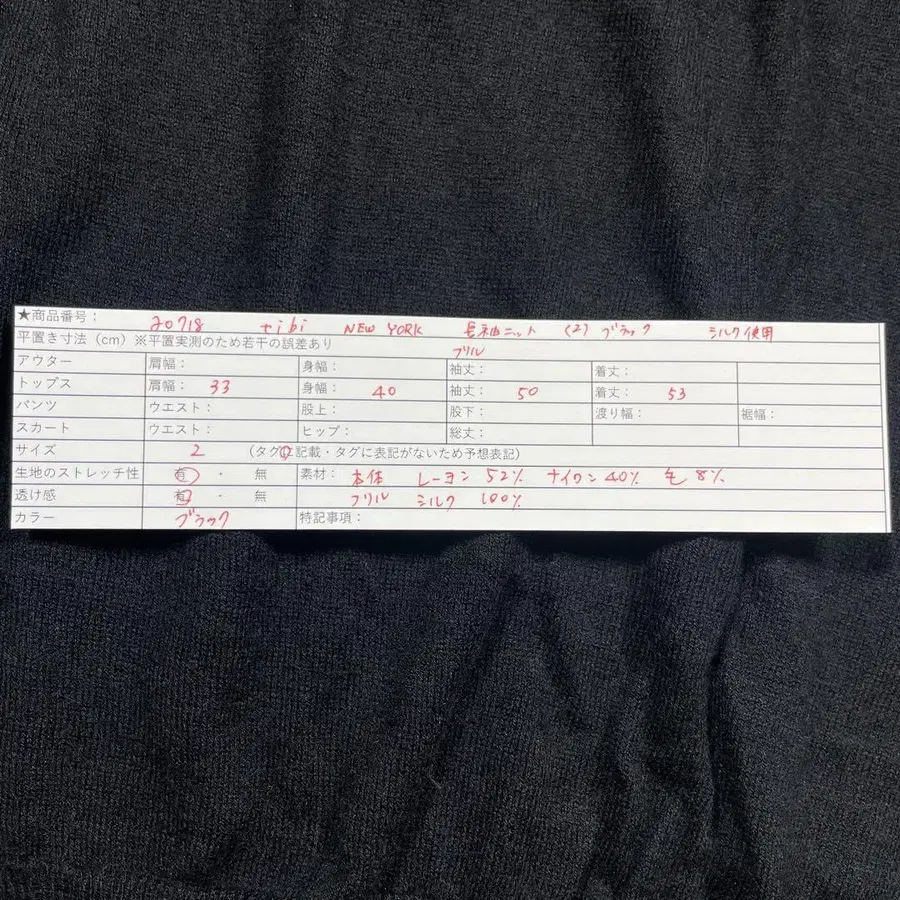 ★商品番号： 20718 tibi NEW YORK 長袖ニット (2) ブラック シルク使用
平置き寸法（cm）※平置実測のため若干の誤差あり フリル
アウター 肩幅： 身幅： 袖丈： 着丈：
トップス 肩幅： 33 身幅： 40 袖丈： 50 着丈： 53
パンツ ウエスト： 股上： 股下： 渡り幅： 裾幅：
スカート ウエスト： ヒップ： 総丈：
サイズ 2 （タグに記載・タグに表記がないため予想表記）
生地のストレッチ性 有 ・ 無 素材： 本体 レーヨン 52% ナイロン 40% 毛 8%
透け感 有 ・ 無 フリル シルク 100%
カラー ブラック 特記事項：